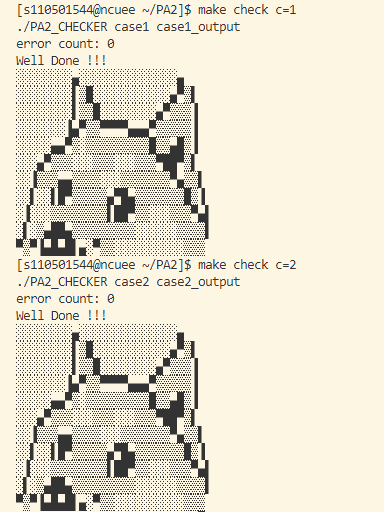 [s110501544@ncuee ~/PA2]$ make check c=1
./PA2_CHECKER case1 case1_output
error count: 0
Well Done !!!
[s110501544@ncuee ~/PA2]$ make check c=2
./PA2_CHECKER case2 case2_output
error count: 0
Well Done !!!